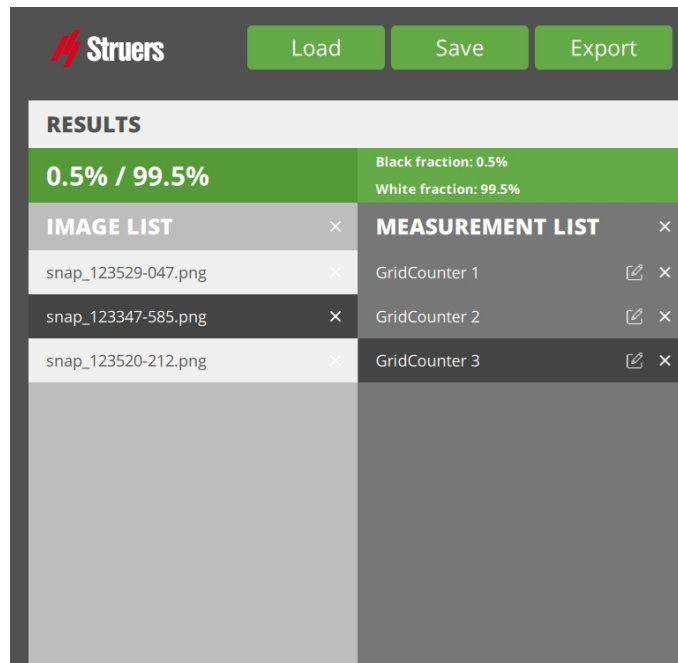 Struers
Load
Save
Export
RESULTS
0.5% / 99.5%
Black fraction: 0.5%
White fraction: 99.5%
IMAGE LIST
MEASUREMENT LIST
snap_123529-047.png
GridCounter 1
snap_123347-585.png
GridCounter 2
snap_123520-212.png
GridCounter 3